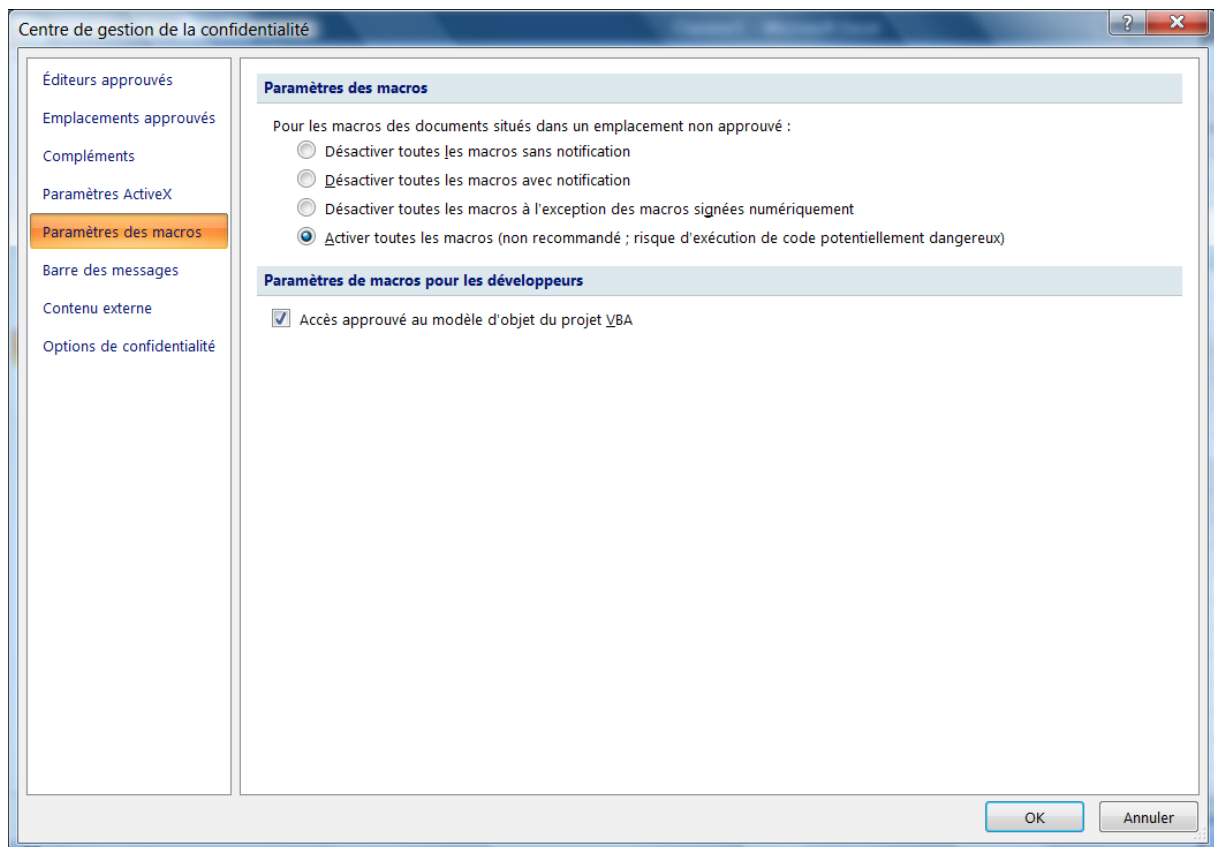 Centre de gestion de la confidentialité
Éditeurs approuvés
Emplacements approuvés
Compléments
Paramètres ActiveX
Paramètres des macros
Barre des messages
Contenu externe
Options de confidentialité
Paramètres des macros
Pour les macros des documents situés dans un emplacement non approuvé :
Désactiver toutes les macros sans notification
Désactiver toutes les macros avec notification
Désactiver toutes les macros à l'exception des macros signées numériquement
Activer toutes les macros (non recommandé ; risque d'exécution de code potentiellement dangereux)
Paramètres de macros pour les développeurs
Accès approuvé au modèle d'objet du projet VBA
OK
Annuler